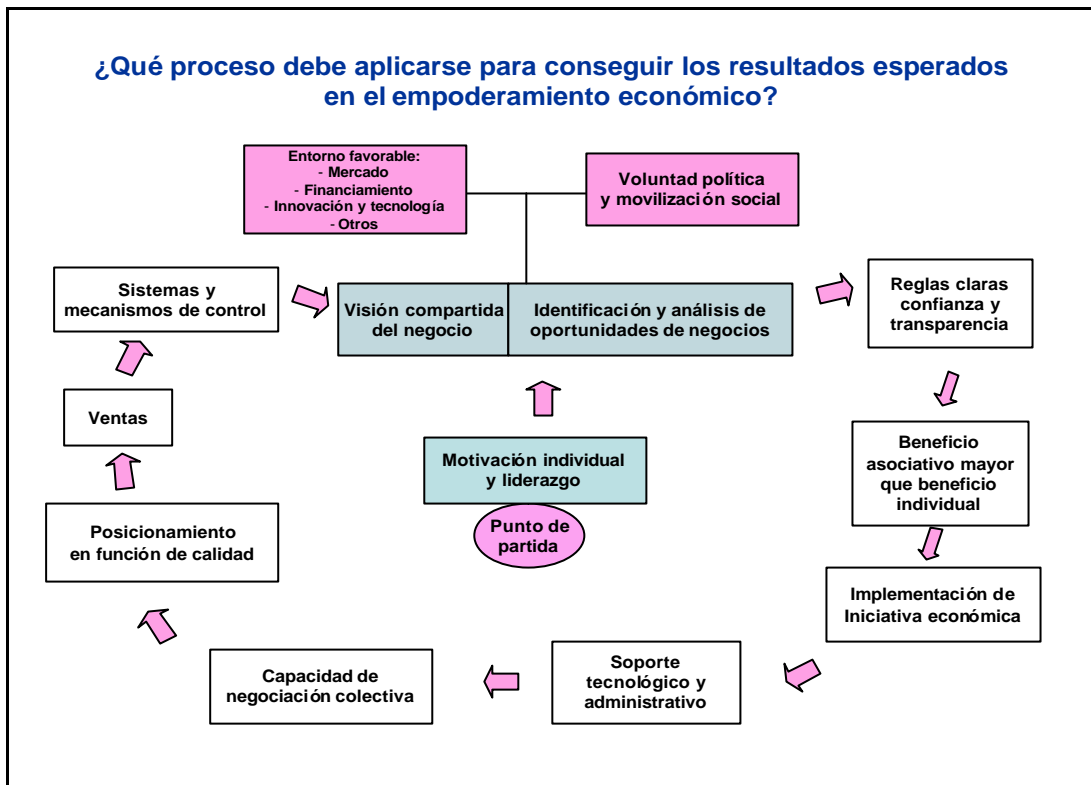 ¿Qué proceso debe aplicarse para conseguir los resultados esperados
en el empoderamiento económico?
Entorno favorable:
- Mercado
- Financiamiento
- Innovación y tecnología
- Otros
Voluntad política
y movilización social
Sistemas y
mecanismos de control
Visión compartida
del negocio
Identificación y análisis de
oportunidades de negocios
Reglas claras
confianza y
transparencia
Ventas
Motivación individual
y liderazgo
Punto de
partida
Beneficio
asociativo mayor
que beneficio
individual
Posicionamiento
en función de calidad
Implementación de
Iniciativa económica
Capacidad de
negociación colectiva
Soporte
tecnológico y
administrativo